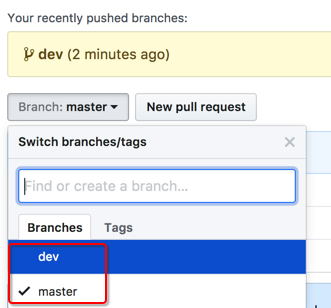 Your recently pushed branches:
dev (2 minutes ago)
Branch: master
New pull request
Switch branches/tags
Find or create a branch...
Branches
Tags
dev
master